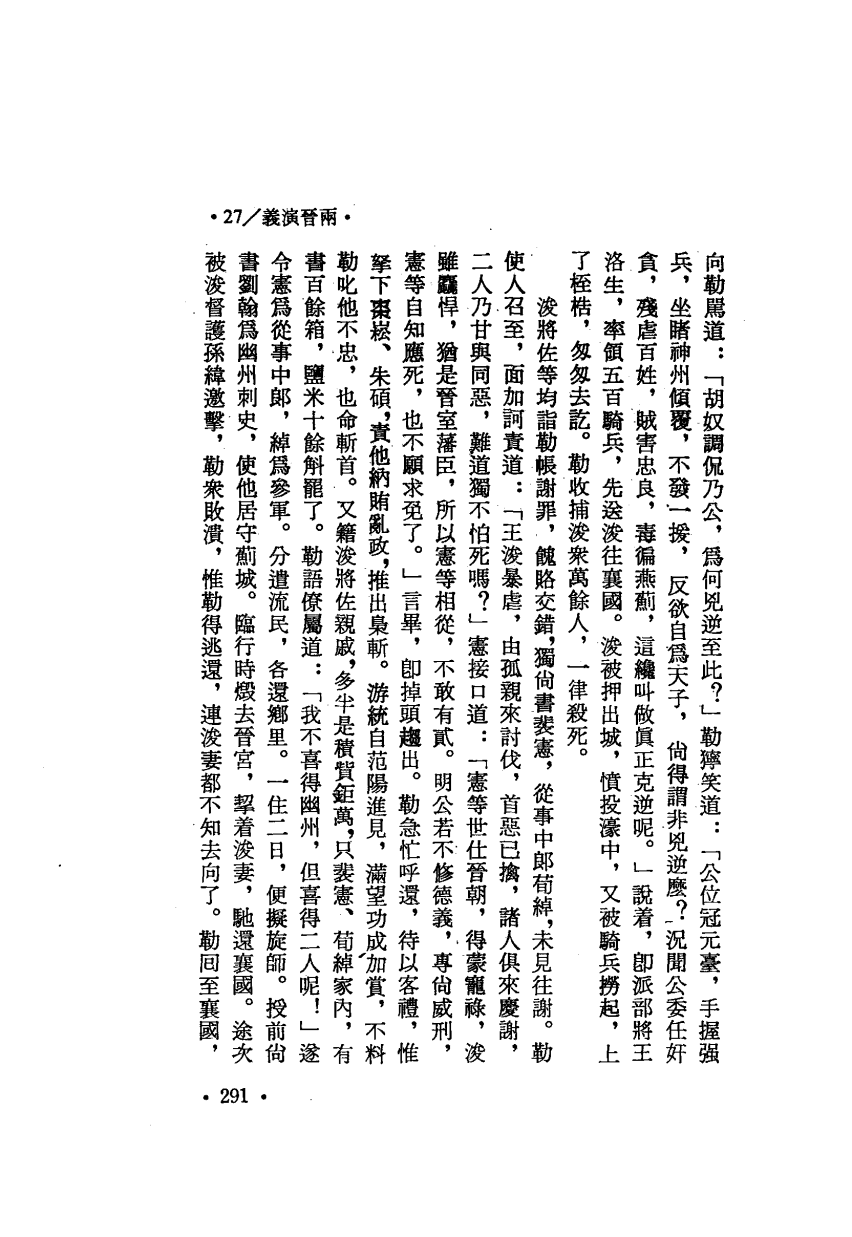 ·27/義演晉兩·
向勒罵道：「胡奴調侃乃公，爲何兇逆至此？」勒獰笑道：「公位冠元臺，手握强
兵，坐睹神州傾覆，不發一援，反欲自爲天子，尙得謂非兇逆麼？況聞公委任奸
貪，殘虐百姓，賊害忠良，毒徧燕薊，這纔叫做眞正克逆呢。」說着，卽派部將王
洛生，率領五百騎兵，先送浚往襄國。浚被押出城，憤投濠中，又被騎兵撈起，上
了桎梏，匆匆去訖。勒收捕浚衆萬餘人，一律殺死。
浚將佐等均詣勒帳謝罪，餽賂交錯，獨尙書裴憲，從事中郎荀綽，未見往謝。勒
使人召至，面加訶責道：「王浚暴虐，由孤親來討伐，首惡已擒，諸人俱來慶謝，
二人乃甘與同惡，難道獨不怕死嗎？」憲接口道：「憲等世仕晉朝，得蒙寵祿，浚
雖麤悍，猶是晉室藩臣，所以憲等相從，不敢有貳。明公若不修德義，專尙威刑，
憲等自知應死，也不願求免了。」言畢，卽掉頭趨出。勒急忙呼還，待以客禮，惟
拏下棗崧、朱碩，責他納賄亂政，推出梟斬。游統自范陽進見，滿望功成加賞，不料
勒叱他不忠，也命斬首。又籍浚將佐親戚，多半是積貲鉅萬，只裴憲、荀綽家內，有
書百餘箱，鹽米十餘斛罷了。勒語僚屬道：「我不喜得幽州，但喜得二人呢！」遂
令憲爲從事中郎，綽爲參軍。分遣流民，各還鄉里。一住二日，便擬旋師。授前尙
書劉翰爲幽州刺史，使他居守薊城。臨行時燬去晉宮，挈着浚妻，馳還襄國。途次
被浚督護孫緯邀擊，勒衆敗潰，惟勒得逃還，連浚妻都不知去向了。勒回至襄國，
·291·